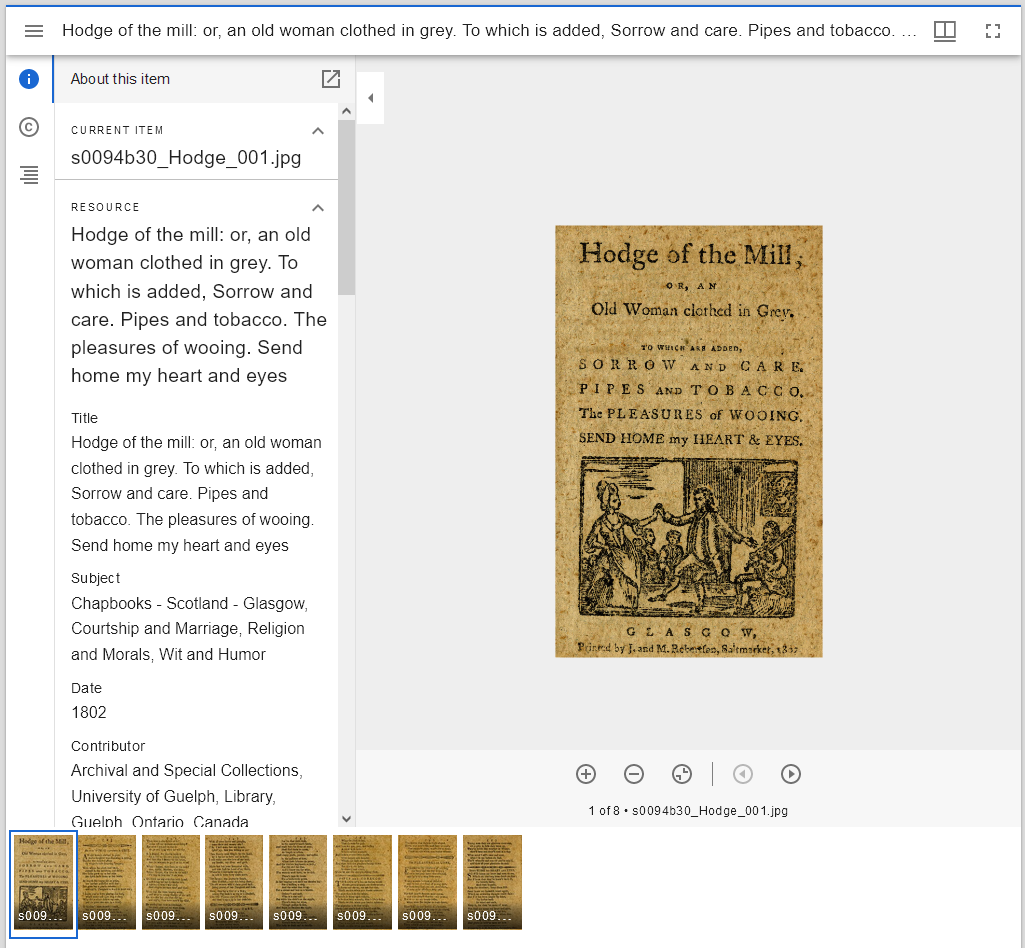 Hodge of the mill: or, an old woman clothed in grey. To which is added, Sorrow and care. Pipes and tobacco. ...
About this item
CURRENT ITEM
s0094b30_Hodge_001.jpg
RESOURCE
Hodge of the mill: or, an old
woman clothed in grey. To
which is added, Sorrow and
care. Pipes and tobacco. The
pleasures of wooing. Send
home my heart and eyes
Title
Hodge of the mill: or, an old woman
clothed in grey. To which is added,
Sorrow and care. Pipes and
tobacco. The pleasures of wooing.
Send home my heart and eyes
Subject
Chapbooks - Scotland - Glasgow,
Courtship and Marriage, Religion
and Morals, Wit and Humor
Date
1802
Contributor
Archival and Special Collections,
University of Guelph, Library,
Guelph, Ontario, Canada
Hodge of the Mill;
OR, AN
Old Woman clothed in Grey.
TO WHICH ARE ADDED,
SORROW AND CARE.
PIPES AND TOBACCO.
The PLEASURES of WOOING.
SEND HOME my HEART & EYES.
GLASGOW,
Printed by J. and M. Robertson, Saltmarket, 1802
1 of 8 • s0094b30_Hodge_001.jpg
s009...
s009...
s009...
s009...
s009...
s009...
s009...
s009...